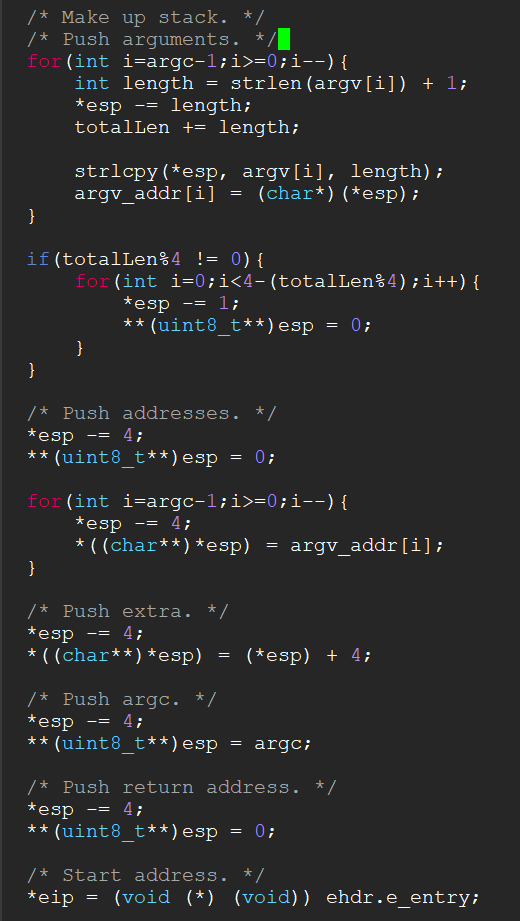 /* Make up stack. */
/* Push arguments. */
for(int i=argc-1;i>=0;i--){
    int length = strlen(argv[i]) + 1;
    *esp -= length;
    totalLen += length;

    strlcpy(*esp, argv[i], length);
    argv_addr[i] = (char*)(*esp);
}

if(totalLen%4 != 0){
    for(int i=0;i<4-(totalLen%4);i++){
        *esp -= 1;
        **(uint8_t**)esp = 0;
    }
}

/* Push addresses. */
*esp -= 4;
**(uint8_t**)esp = 0;

for(int i=argc-1;i>=0;i--){
    *esp -= 4;
    *((char**)*esp) = argv_addr[i];
}

/* Push extra. */
*esp -= 4;
*((char**)*esp) = (*esp) + 4;

/* Push argc. */
*esp -= 4;
**(uint8_t**)esp = argc;

/* Push return address. */
*esp -= 4;
**(uint8_t**)esp = 0;

/* Start address. */
*eip = (void (*) (void)) ehdr.e_entry;